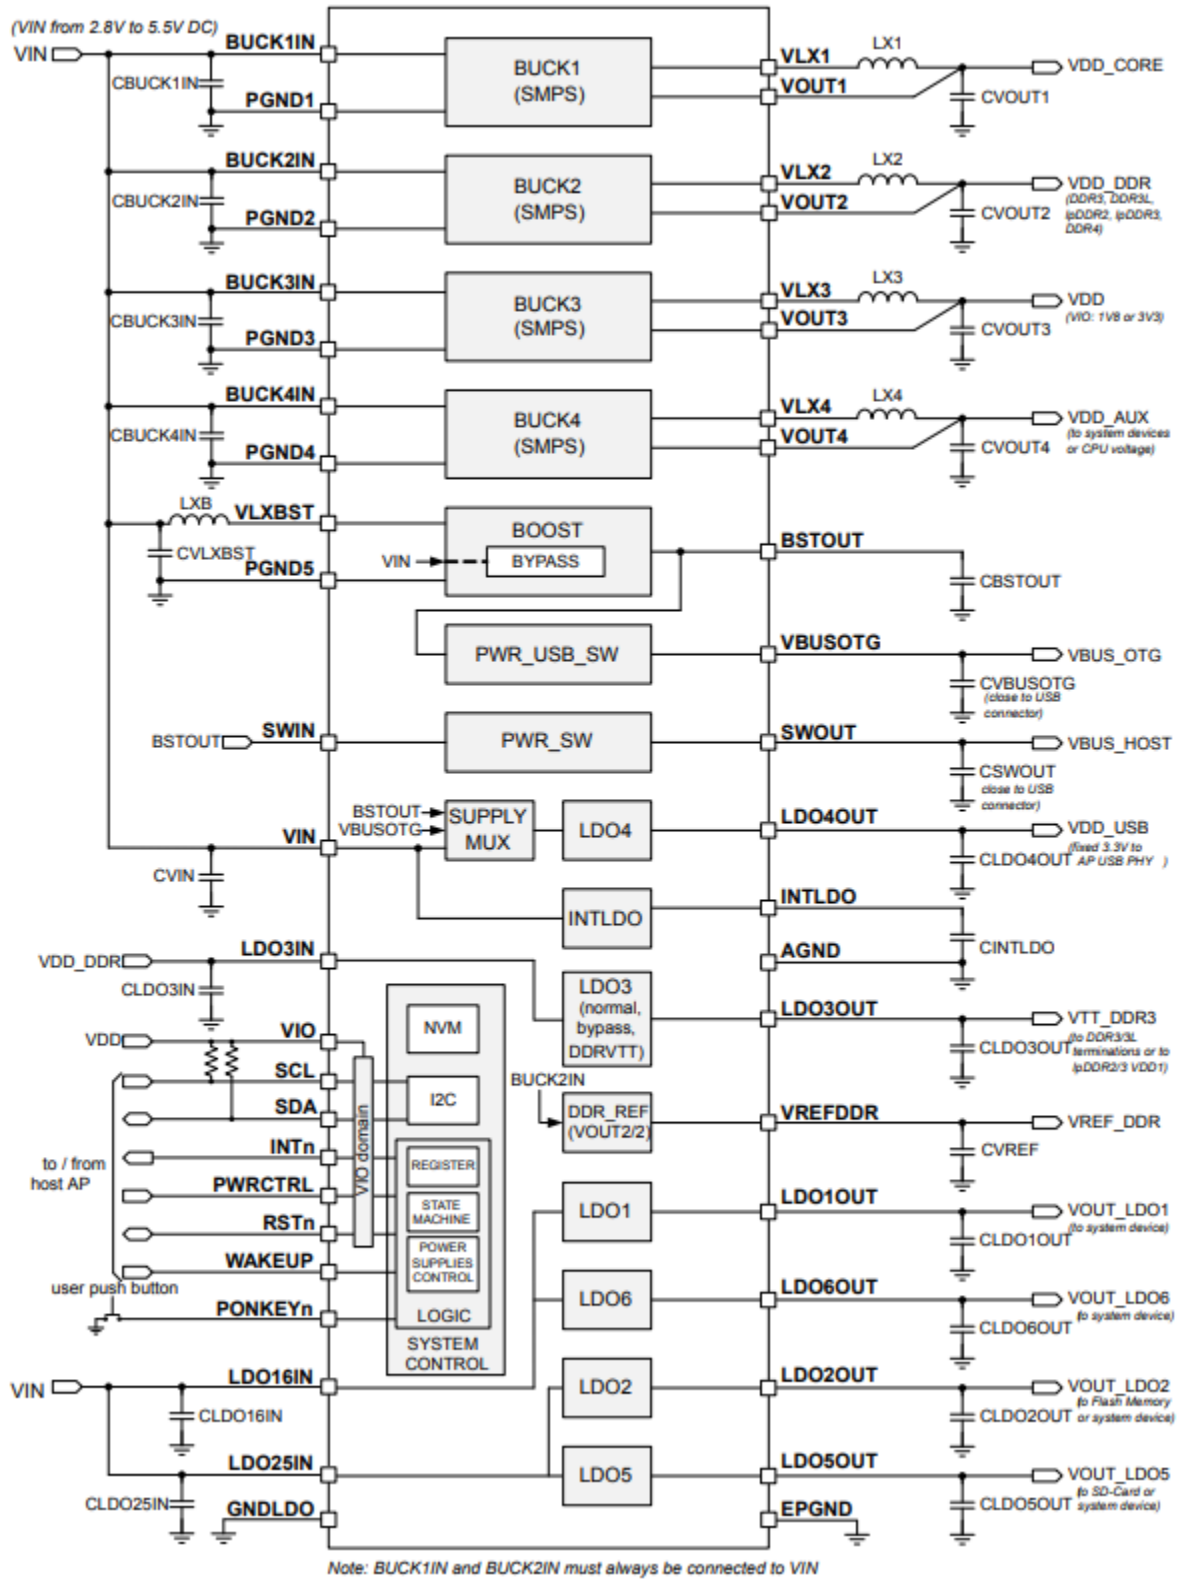 (VIN from 2.8V to 5.5V DC)
VIN
BUCK1IN
CBUCK1IN
PGND1
BUCK1
(SMPS)
VLX1
LX1
VOUT1
VDD_CORE
CVOUT1
BUCK2IN
CBUCK2IN
PGND2
BUCK2
(SMPS)
VLX2
LX2
VOUT2
VDD_DDR
(DDR3, DDR3L,
lpDDR2, lpDDR3,
DDR4)
CVOUT2
BUCK3IN
CBUCK3IN
PGND3
BUCK3
(SMPS)
VLX3
LX3
VOUT3
VDD
(VIO: 1V8 or 3V3)
CVOUT3
BUCK4IN
CBUCK4IN
PGND4
BUCK4
(SMPS)
VLX4
LX4
VOUT4
VDD_AUX
(to system devices
or CPU voltage)
CVOUT4
LXB
VLXBST
CVLXBST
PGND5
BOOST
VIN
BYPASS
BSTOUT
CBSTOUT
PWR_USB_SW
VBUSOTG
VBUS_OTG
CVBUSOTG
(close to USB
connector)
BSTOUT
SWIN
PWR_SW
SWOUT
VBUS_HOST
CSWOUT
close to USB
connector)
BSTOUT
VBUSOTG
SUPPLY
MUX
LDO4
LDO4OUT
VDD_USB
(fixed 3.3V to
AP USB PHY )
CLDO4OUT
VIN
CVIN
INTLDO
INTLDO
CINTLDO
AGND
VDD_DDR
LDO3IN
CLDO3IN
LDO3
(normal,
bypass,
DDRVTT)
LDO3OUT
VTT_DDR3
(to DDR3/3L
terminations or to
lpDDR2/3 VDD1)
CLDO3OUT
VDD
VIO
SCL
SDA
INTn
PWRCTRL
RSTn
WAKEUP
PONKEYn
to / from
host AP
user push button
VIO domain
NVM
I2C
REGISTER
STATE
MACHINE
POWER
SUPPLIES
CONTROL
LOGIC
SYSTEM
CONTROL
BUCK2IN
DDR_REF
(VOUT2/2)
VREFDDR
VREF_DDR
CVREF
LDO1
LDO1OUT
VOUT_LDO1
(to system device)
CLDO1OUT
LDO6
LDO6OUT
VOUT_LDO6
(to system device)
CLDO6OUT
VIN
LDO16IN
CLDO16IN
LDO2
LDO2OUT
VOUT_LDO2
(to Flash Memory
or system device)
CLDO2OUT
LDO25IN
CLDO25IN
LDO5
LDO5OUT
VOUT_LDO5
(to SD-Card or
system device)
CLDO5OUT
GNDLDO
EPGND
Note: BUCK1IN and BUCK2IN must always be connected to VIN